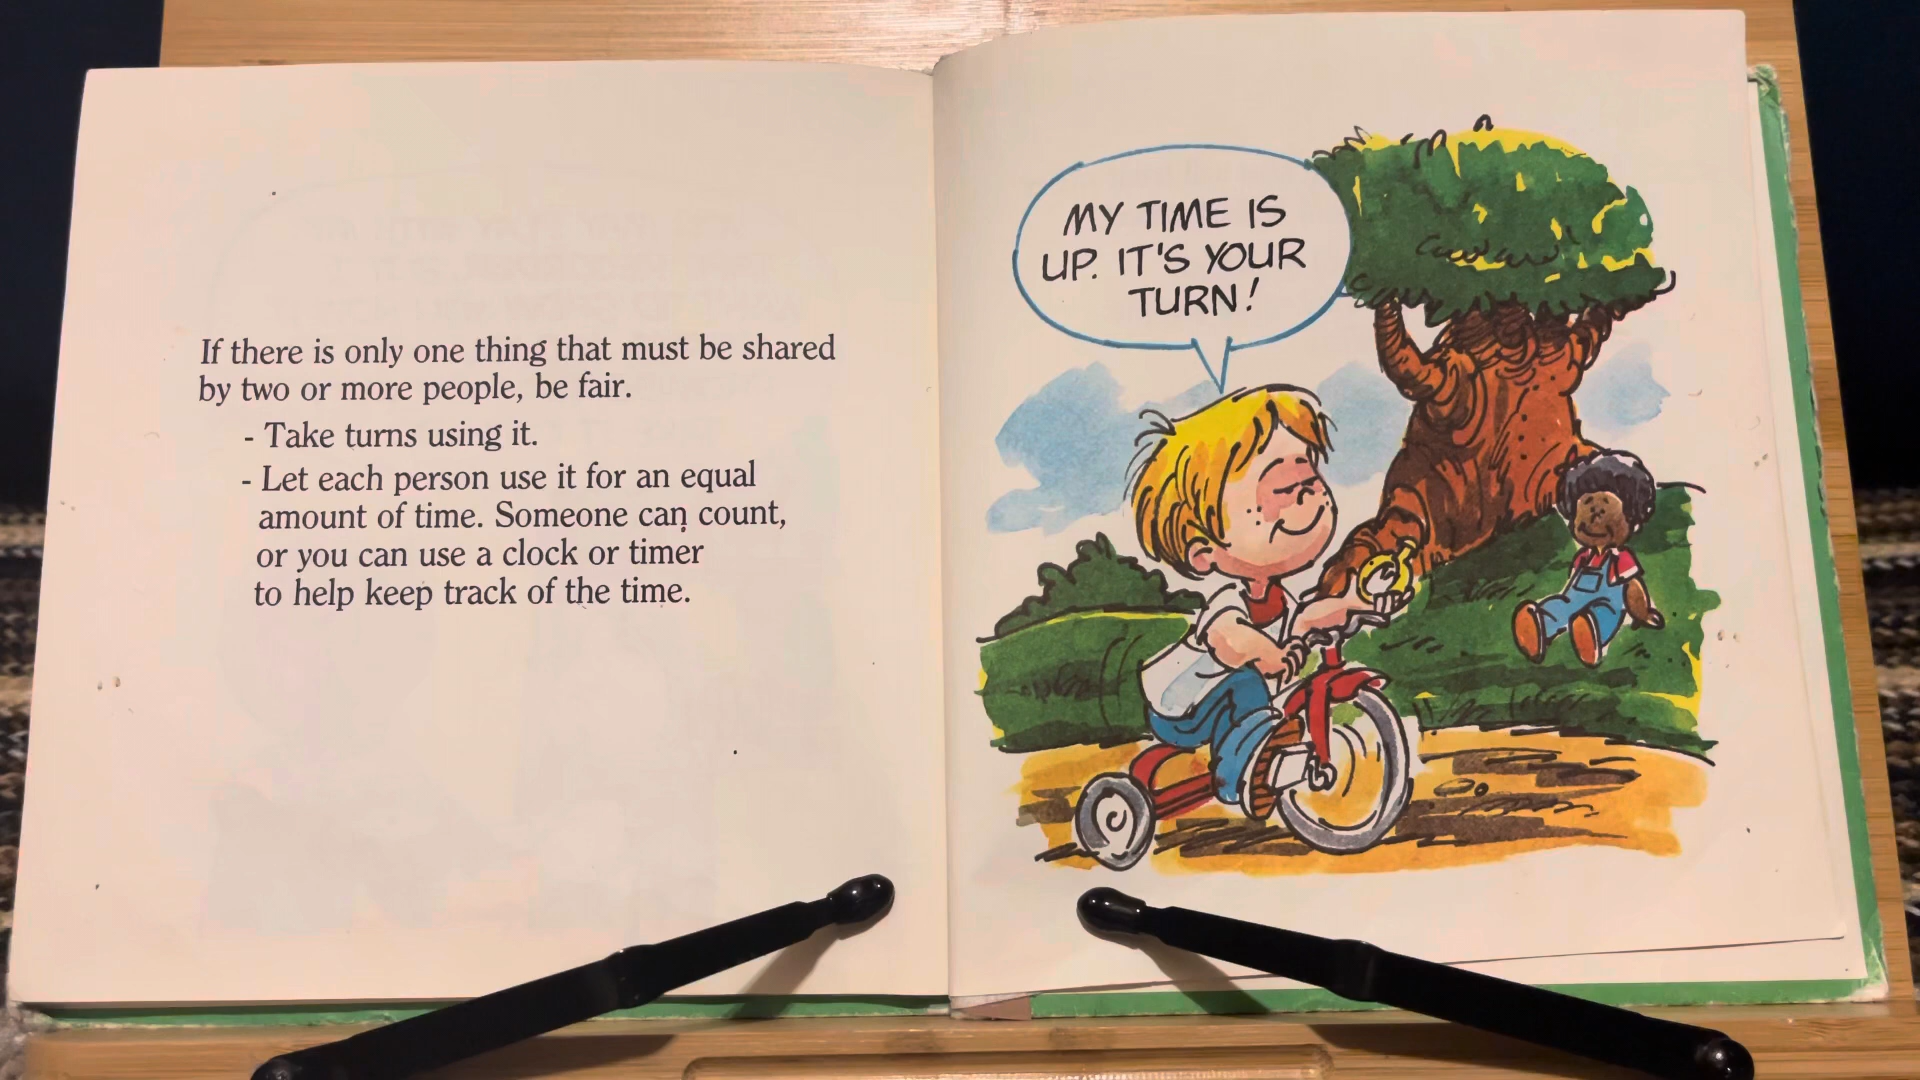 If there is only one thing that must be shared
by two or more people, be fair.
- Take turns using it.
- Let each person use it for an equal
amount of time. Someone can count,
or you can use a clock or timer
to help keep track of the time.
MY TIME IS
UP. IT'S YOUR
TURN!